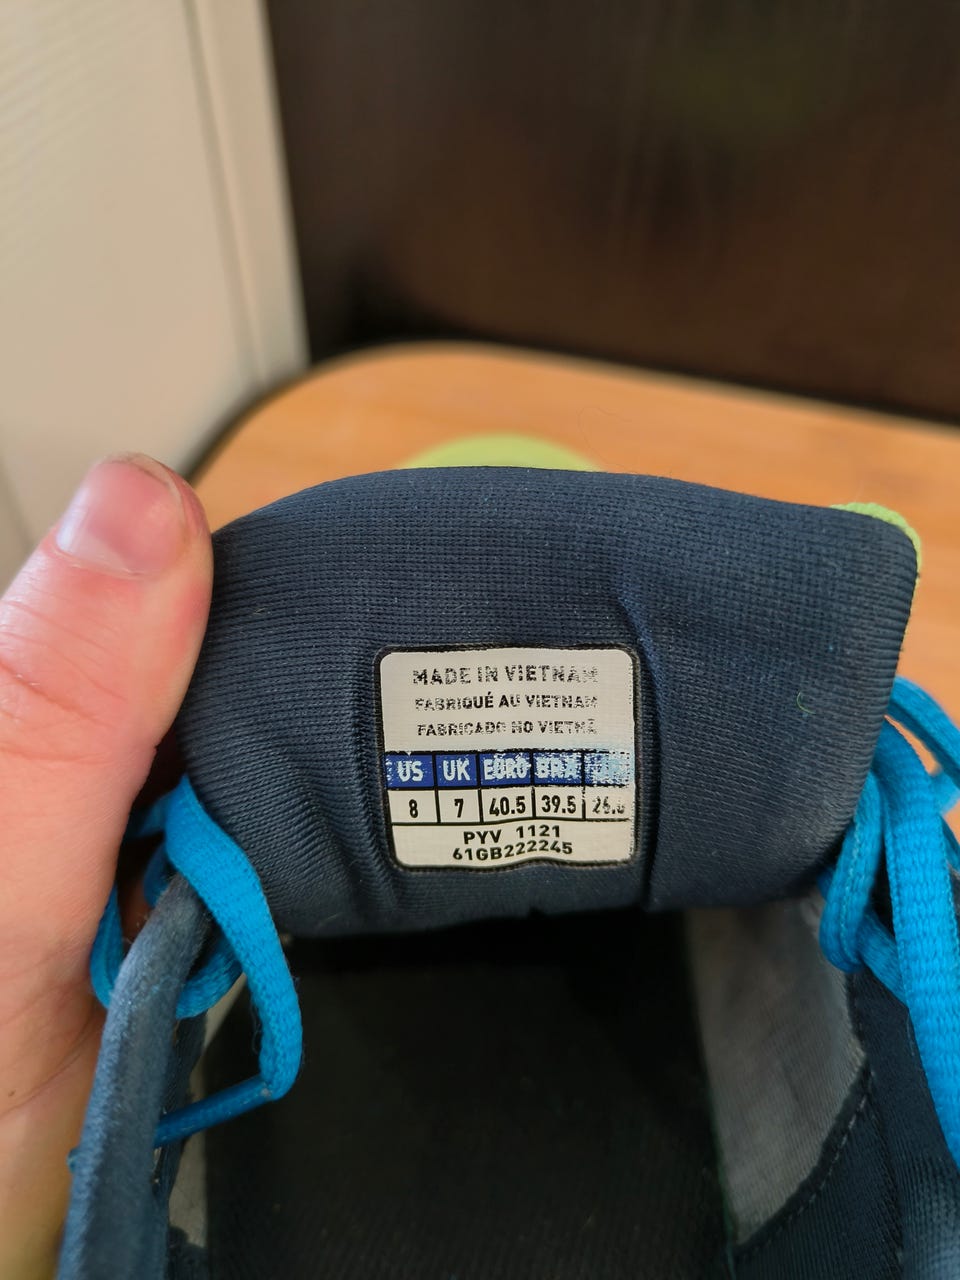 MADE IN VIETNAM
FABRIQUÉ AU VIETNAM
FABRICADO NO VIETNÃ
US UK EURO BRA
8 7 40.5 39.5
PYV 1121
61GB222245